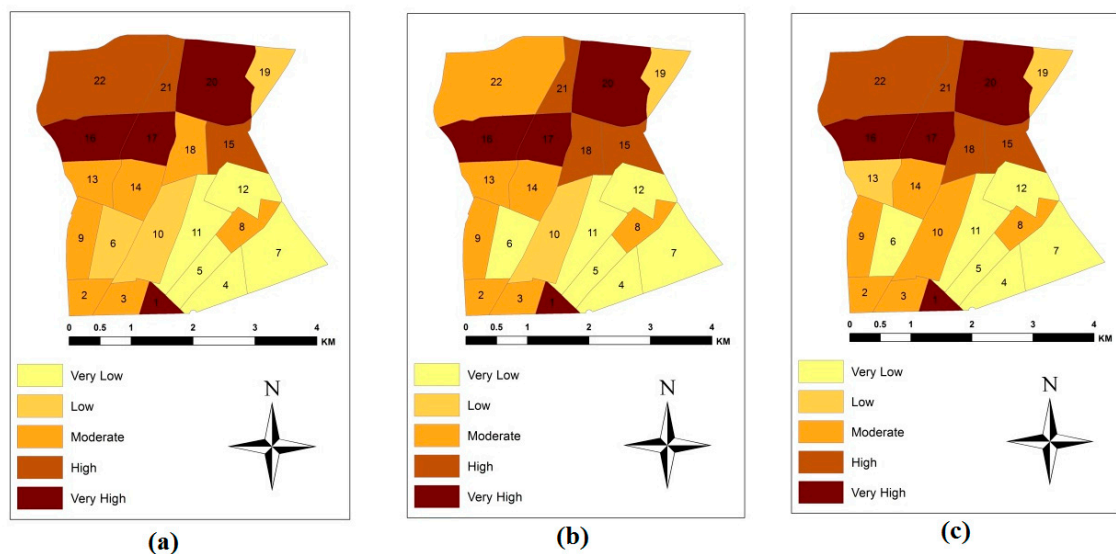 22
21
20
19
16
17
18
15
13
14
12
9
6
10
11
8
7
5
4
2
3
1
0 0.5 1 2 3 4
KM
Very Low
Low
Moderate
High
Very High
N
(a)
22
21
20
19
16
17
18
15
13
14
12
9
6
10
11
8
7
5
4
2
3
1
0 0.5 1 2 3 4
KM
Very Low
Low
Moderate
High
Very High
N
(b)
22
21
20
19
16
17
18
15
13
14
12
9
6
10
11
8
7
5
4
2
3
1
0 0.5 1 2 3 4
KM
Very Low
Low
Moderate
High
Very High
N
(c)